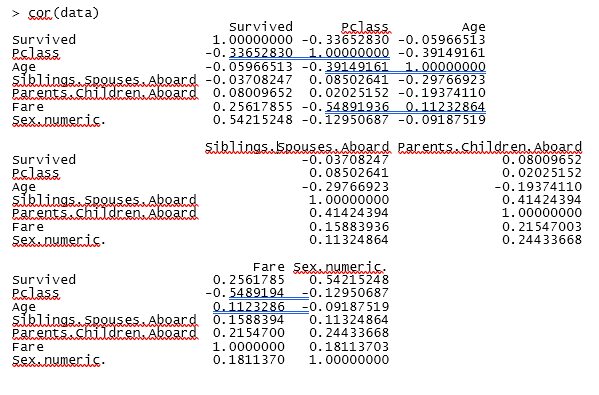 > cor(data)
Survived Pclass Age
Survived 1.00000000 -0.33652830 -0.05966513
Pclass -0.33652830 1.00000000 -0.39149161
Age -0.05966513 -0.39149161 1.00000000
Siblings.Spouses.Aboard -0.03708247 0.08502641 -0.29766923
Parents.Children.Aboard 0.08009652 0.02025152 -0.19374110
Fare 0.25617855 -0.54891936 0.11232864
Sex.numeric. 0.54215248 -0.12950687 -0.09187519
Siblings.Spouses.Aboard Parents.Children.Aboard
Survived -0.03708247 0.08009652
Pclass 0.08502641 0.02025152
Age -0.29766923 -0.19374110
Siblings.Spouses.Aboard 1.00000000 0.41424394
Parents.Children.Aboard 0.41424394 1.00000000
Fare 0.15883936 0.21547003
Sex.numeric. 0.11324864 0.24433668
Fare Sex.numeric.
Survived 0.2561785 0.54215248
Pclass -0.5489194 -0.12950687
Age 0.1123286 -0.09187519
Siblings.Spouses.Aboard 0.1588394 0.11324864
Parents.Children.Aboard 0.2154700 0.24433668
Fare 1.0000000 0.18113703
Sex.numeric. 0.1811370 1.00000000